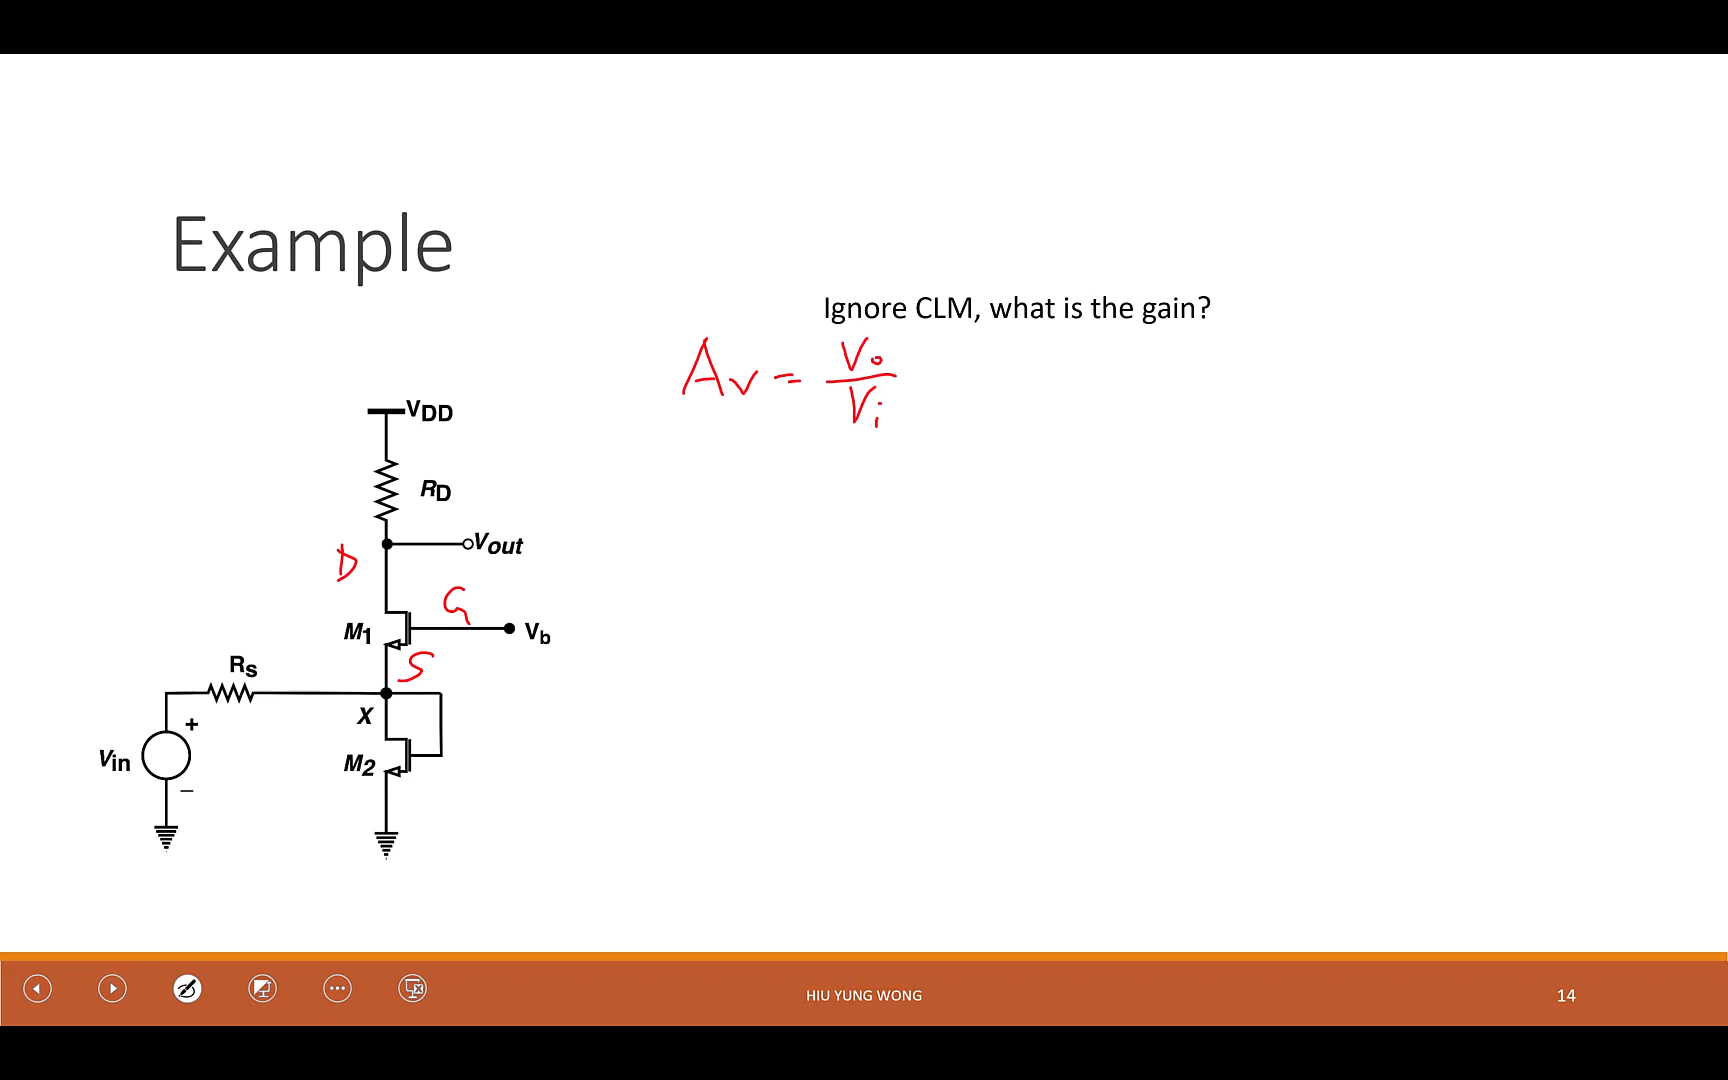 Example
Ignore CLM, what is the gain?
Av = Vo / Vi
VDD
RD
Vout
D
G
M1
Vb
S
Rs
X
+
Vin
M2
−
HIU YUNG WONG
14